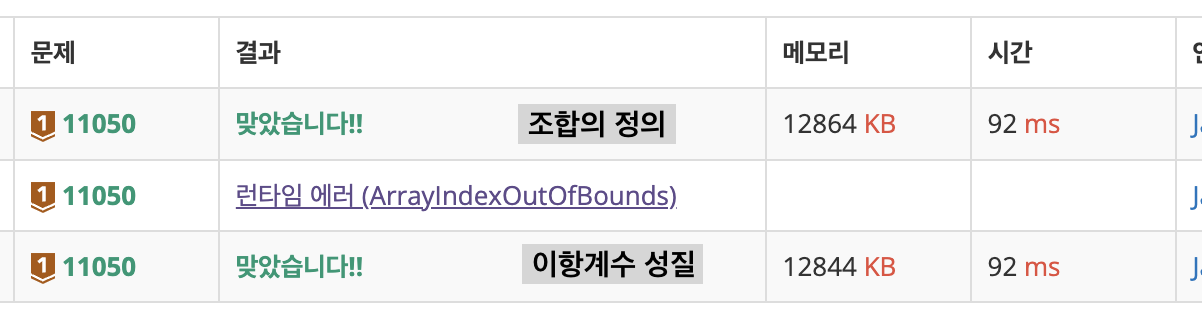 문제 결과 메모리 시간
1 11050 맞았습니다!! 조합의 정의 12864 KB 92 ms
1 11050 런타임 에러 (ArrayIndexOutOfBounds)
1 11050 맞았습니다!! 이항계수 성질 12844 KB 92 ms